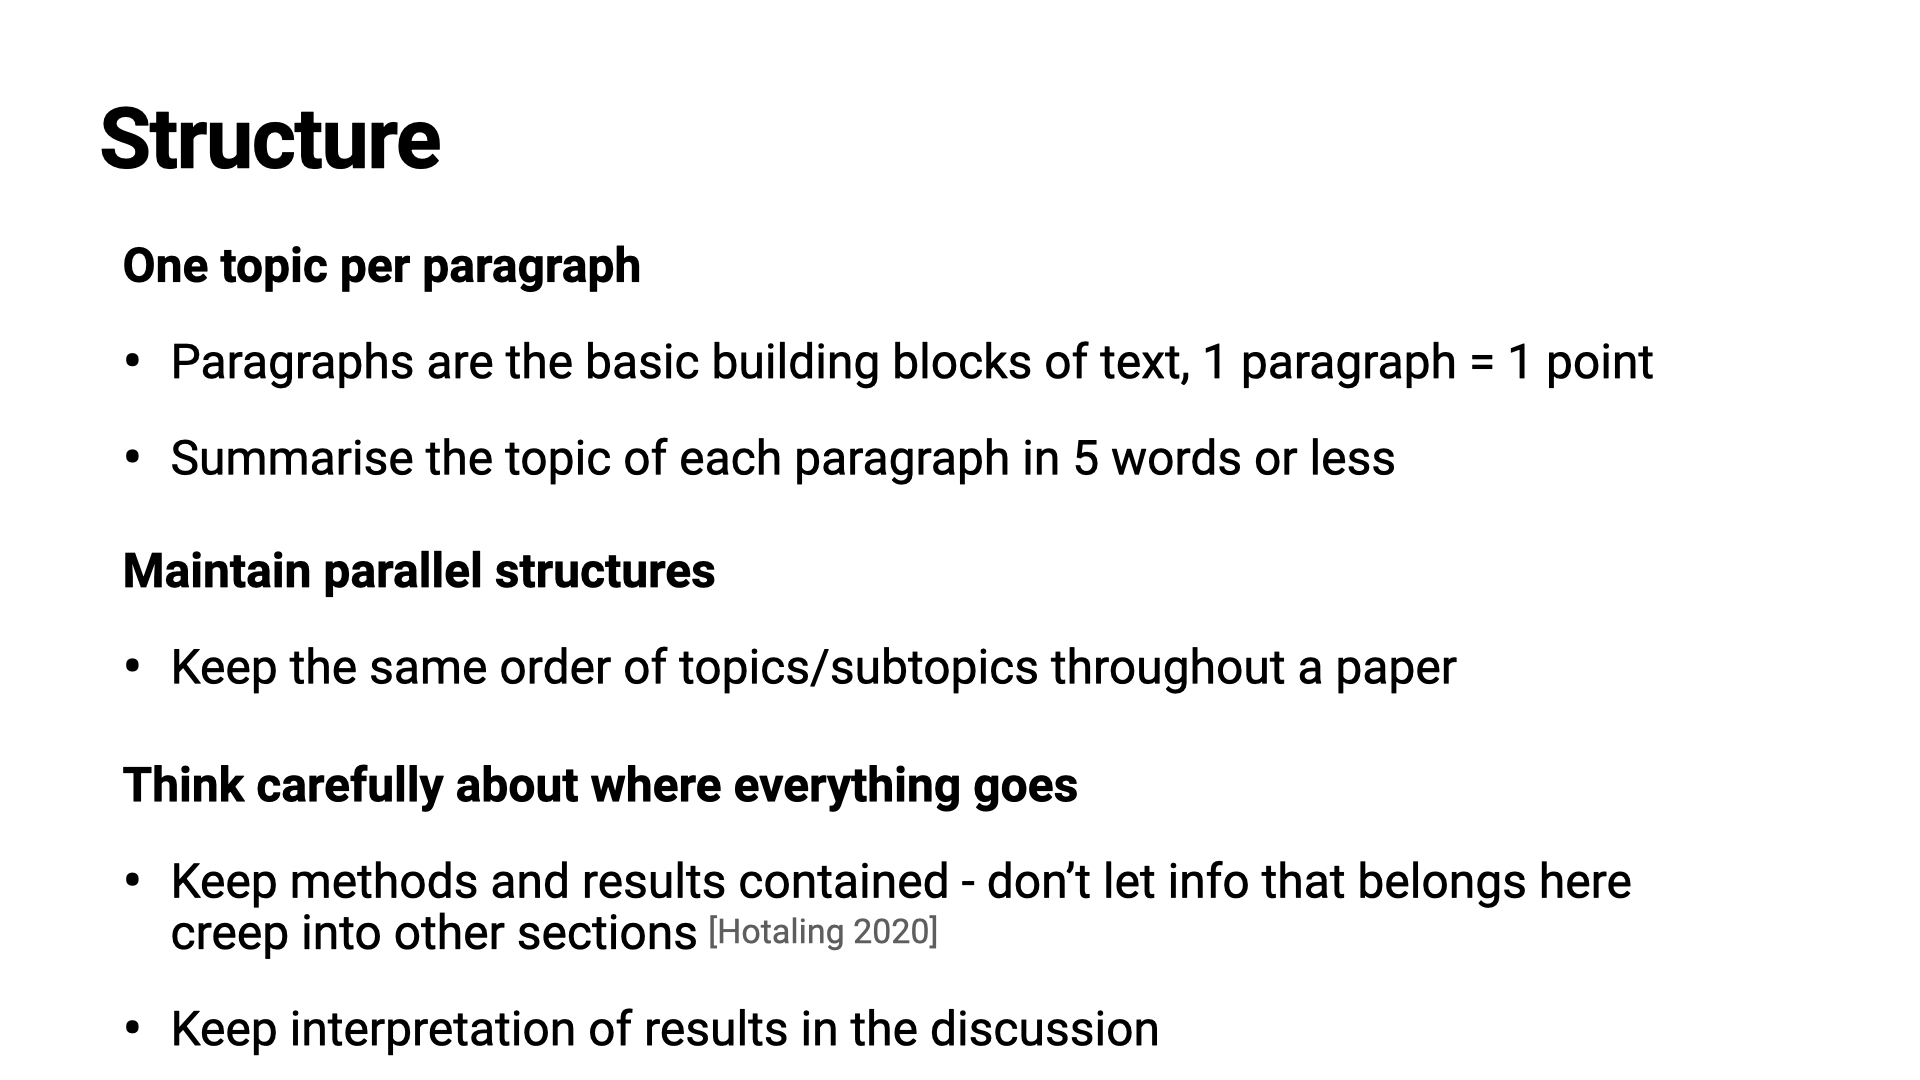 Structure
One topic per paragraph
• Paragraphs are the basic building blocks of text, 1 paragraph = 1 point
• Summarise the topic of each paragraph in 5 words or less
Maintain parallel structures
• Keep the same order of topics/subtopics throughout a paper
Think carefully about where everything goes
• Keep methods and results contained - don’t let info that belongs here
creep into other sections [Hotaling 2020]
• Keep interpretation of results in the discussion